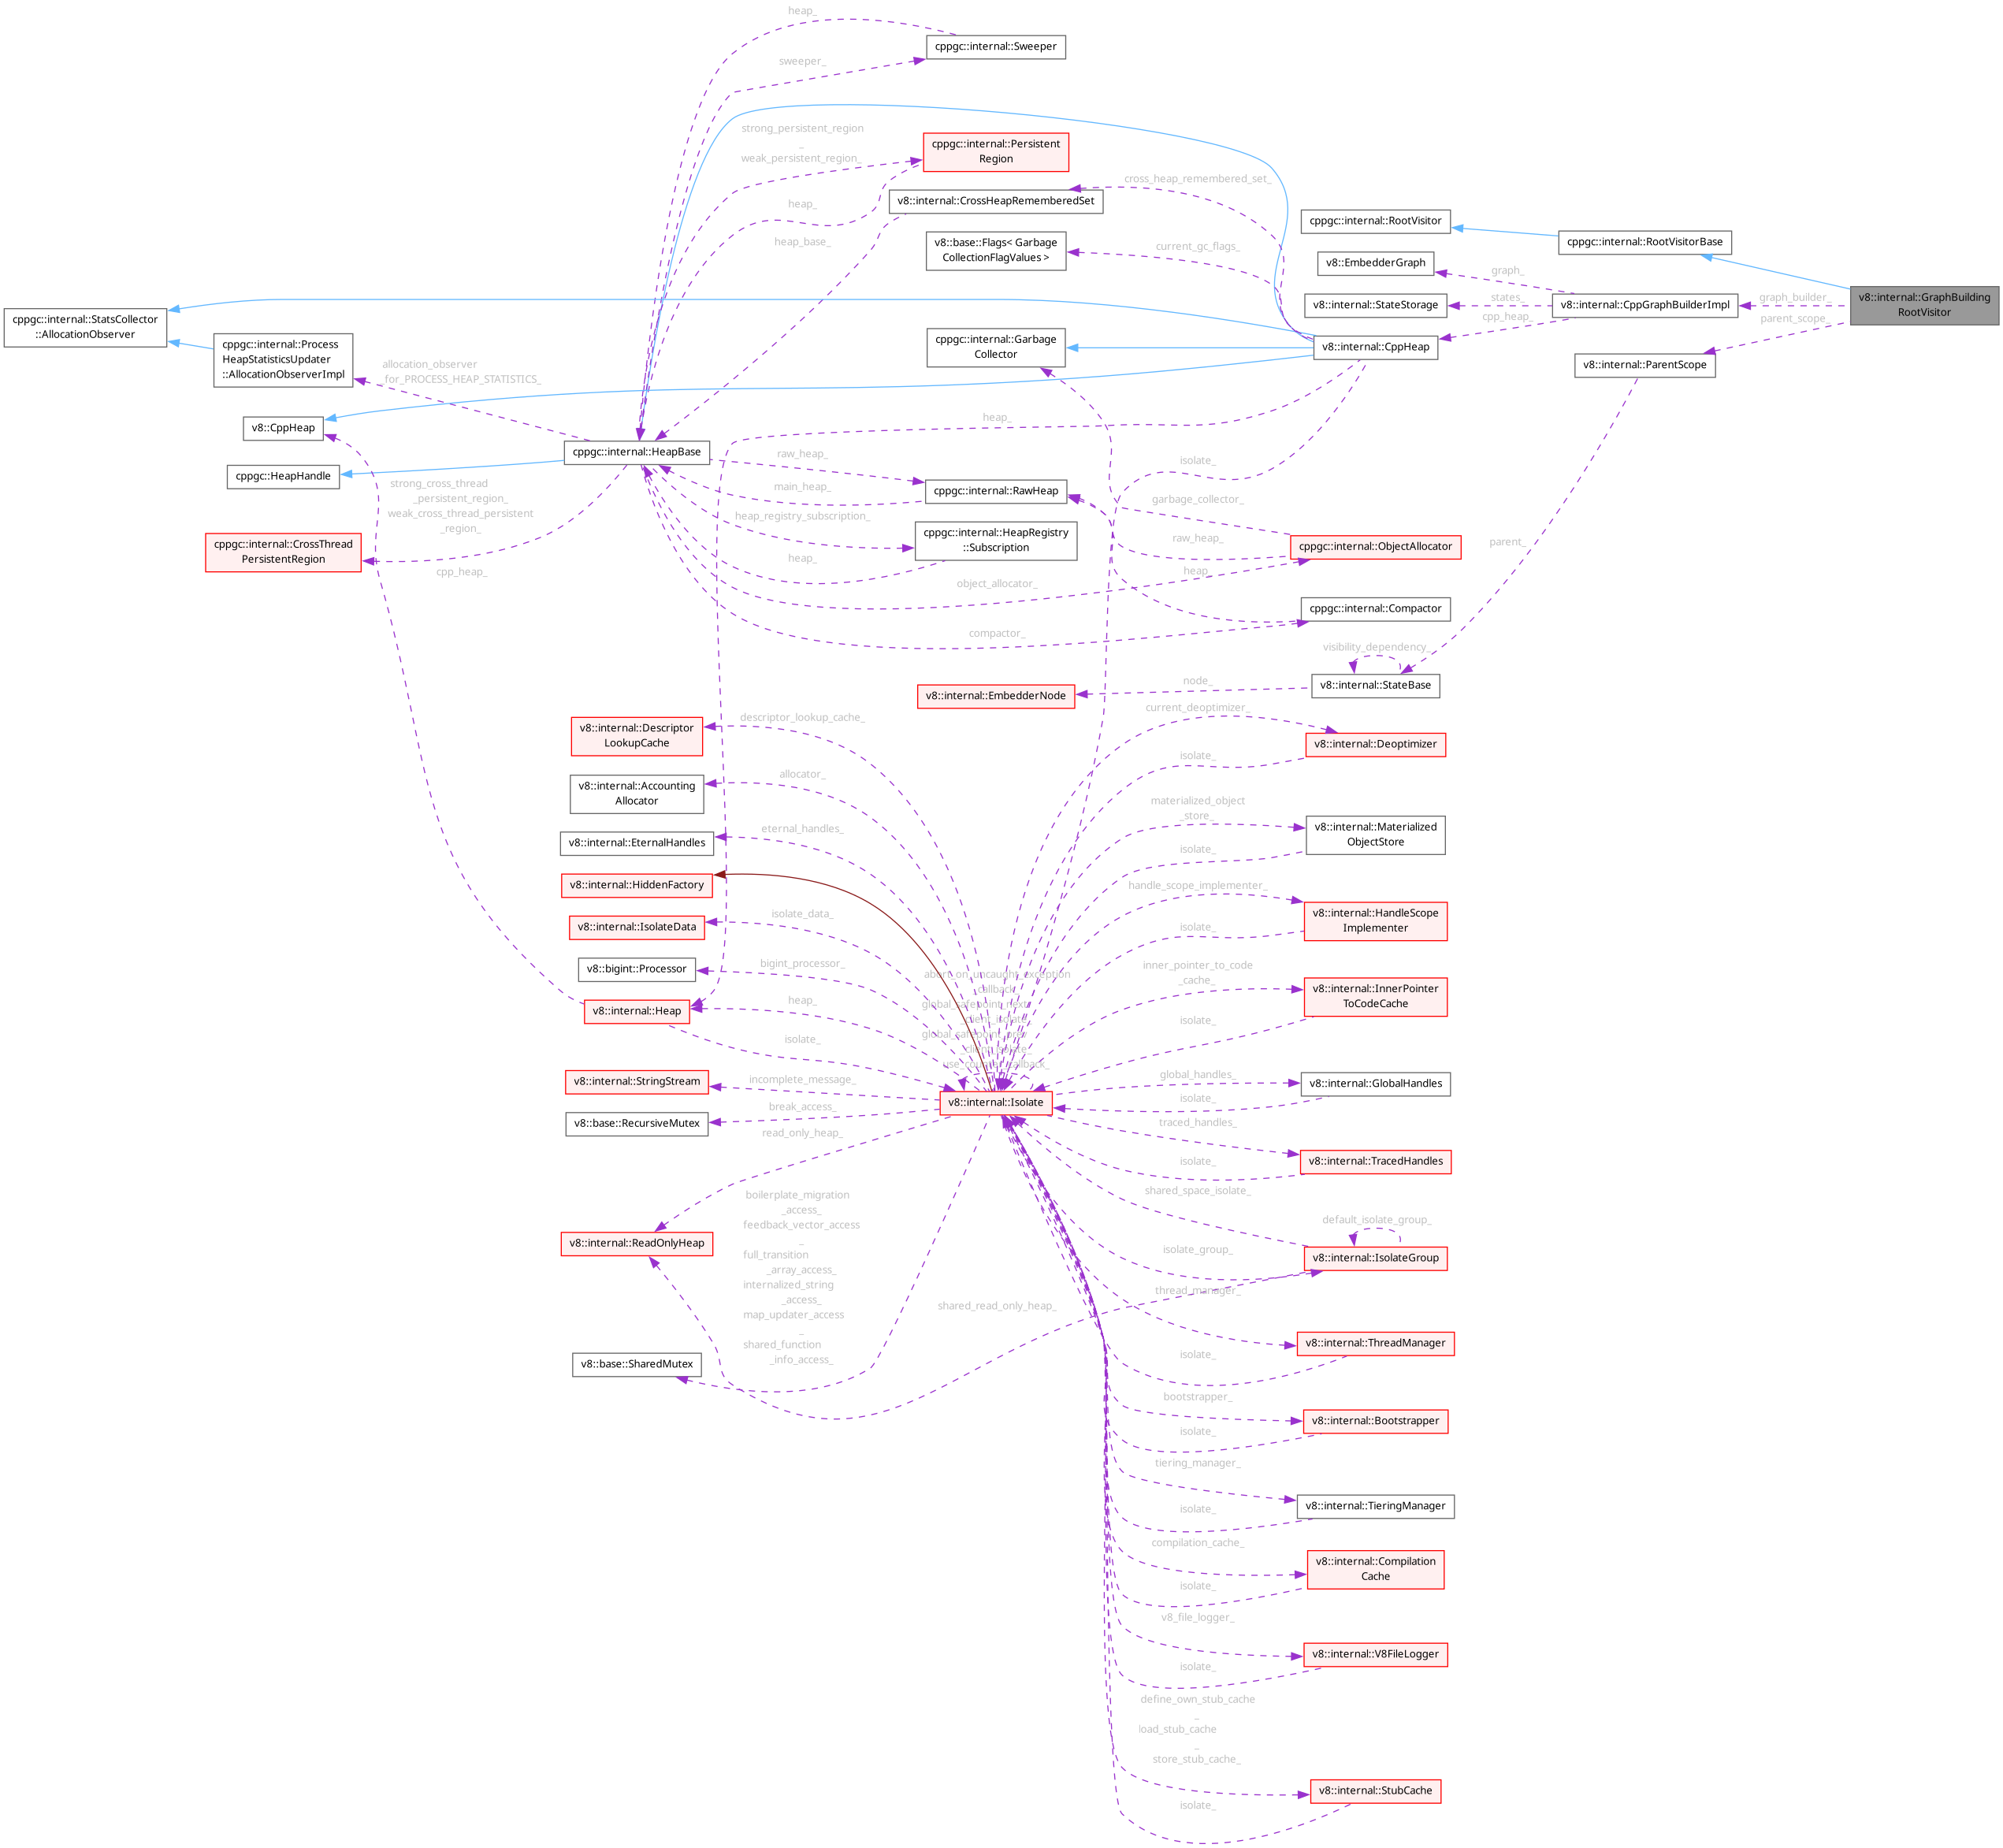 heap_
cppgc::internal::Sweeper
sweeper_
strong_persistent_region
_
weak_persistent_region_
cppgc::internal::Persistent
Region
cross_heap_remembered_set_
v8::internal::CrossHeapRememberedSet
heap_
heap_base_
v8::base::Flags< Garbage
CollectionFlagValues >
current_gc_flags_
cppgc::internal::RootVisitor
cppgc::internal::RootVisitorBase
v8::EmbedderGraph
graph_
v8::internal::StateStorage
states_
cpp_heap_
v8::internal::CppGraphBuilderImpl
graph_builder_
parent_scope_
v8::internal::GraphBuilding
RootVisitor
cppgc::internal::StatsCollector
::AllocationObserver
cppgc::internal::Process
HeapStatisticsUpdater
::AllocationObserverImpl
allocation_observer
for_PROCESS_HEAP_STATISTICS_
cppgc::internal::Garbage
Collector
v8::internal::CppHeap
v8::internal::ParentScope
v8::CppHeap
cppgc::HeapHandle
cppgc::internal::HeapBase
heap_
raw_heap_
main_heap_
cppgc::internal::RawHeap
isolate_
garbage_collector_
strong_cross_thread
_persistent_region_
weak_cross_thread_persistent
_region_
cppgc::internal::CrossThread
PersistentRegion
cpp_heap_
heap_registry_subscription_
cppgc::internal::HeapRegistry
::Subscription
heap_
raw_heap_
cppgc::internal::ObjectAllocator
parent_
object_allocator_
heap_
cppgc::internal::Compactor
compactor_
visibility_dependency_
v8::internal::EmbedderNode
node_
v8::internal::StateBase
v8::internal::Descriptor
LookupCache
descriptor_lookup_cache_
current_deoptimizer_
v8::internal::Deoptimizer
isolate_
v8::internal::Accounting
Allocator
allocator_
materialized_object
_store_
v8::internal::Materialized
ObjectStore
v8::internal::EternalHandles
eternal_handles_
isolate_
v8::internal::HiddenFactory
handle_scope_implementer_
v8::internal::HandleScope
Implementer
v8::internal::IsolateData
isolate_data_
isolate_
v8::bigint::Processor
bigint_processor_
abort_on_uncaught_exception
_callback_
global_safepoint_next
_client_isolate_
global_safepoint_prev
_client_isolate_
use_counter_callback_
inner_pointer_to_code
_cache_
v8::internal::InnerPointer
ToCodeCache
v8::internal::Heap
heap_
isolate_
isolate_
v8::internal::StringStream
incomplete_message_
v8::internal::Isolate
global_handles_
v8::internal::GlobalHandles
isolate_
v8::base::RecursiveMutex
break_access_
read_only_heap_
traced_handles_
v8::internal::TracedHandles
isolate_
v8::internal::ReadOnlyHeap
boilerplate_migration
_access_
feedback_vector_access
_
full_transition
_array_access_
internalized_string
_access_
map_updater_access
_
shared_function
_info_access_
shared_space_isolate_
default_isolate_group_
isolate_group_
v8::internal::IsolateGroup
shared_read_only_heap_
thread_manager_
v8::base::SharedMutex
v8::internal::ThreadManager
isolate_
bootstrapper_
v8::internal::Bootstrapper
isolate_
tiering_manager_
v8::internal::TieringManager
isolate_
compilation_cache_
v8::internal::Compilation
Cache
isolate_
v8_file_logger_
v8::internal::V8FileLogger
isolate_
define_own_stub_cache
_
load_stub_cache
_
store_stub_cache_
v8::internal::StubCache
isolate_